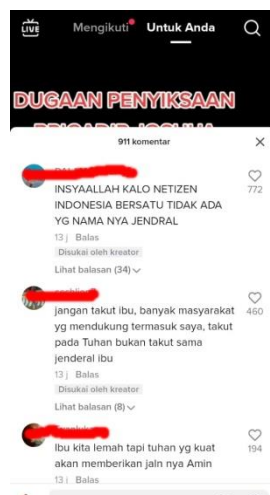 LIVE
Mengikuti
Untuk Anda
DUGAAN PENYIKSAAN
911 komentar
INSYAALLAH KALO NETIZEN
INDONESIA BERSATU TIDAK ADA
YG NAMA NYA JENDRAL
772
13 j Balas
Disukai oleh kreator
Lihat balasan (34)
jangan takut ibu, banyak masyarakat
yg mendukung termasuk saya, takut
pada Tuhan bukan takut sama
jenderal ibu
460
13 j Balas
Disukai oleh kreator
Lihat balasan (8)
Ibu kita lemah tapi tuhan yg kuat
akan memberikan jaln nya Amin
194
13 j Balas